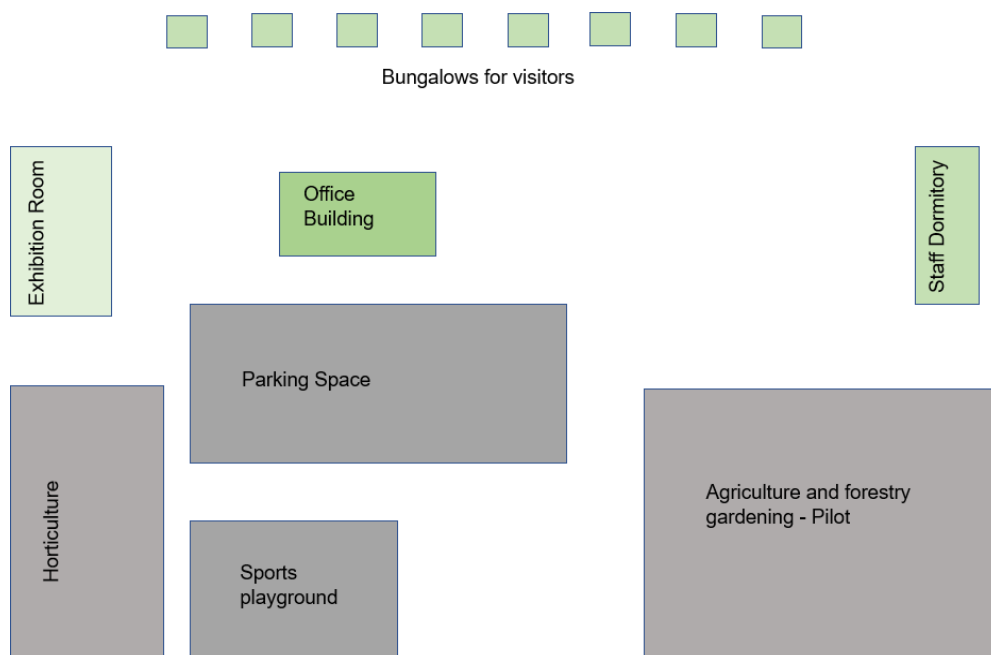 Bungalows for visitors
Exhibition Room
Office
Building
Staff Dormitory
Parking Space
Horticulture
Agriculture and forestry
gardening - Pilot
Sports
playground